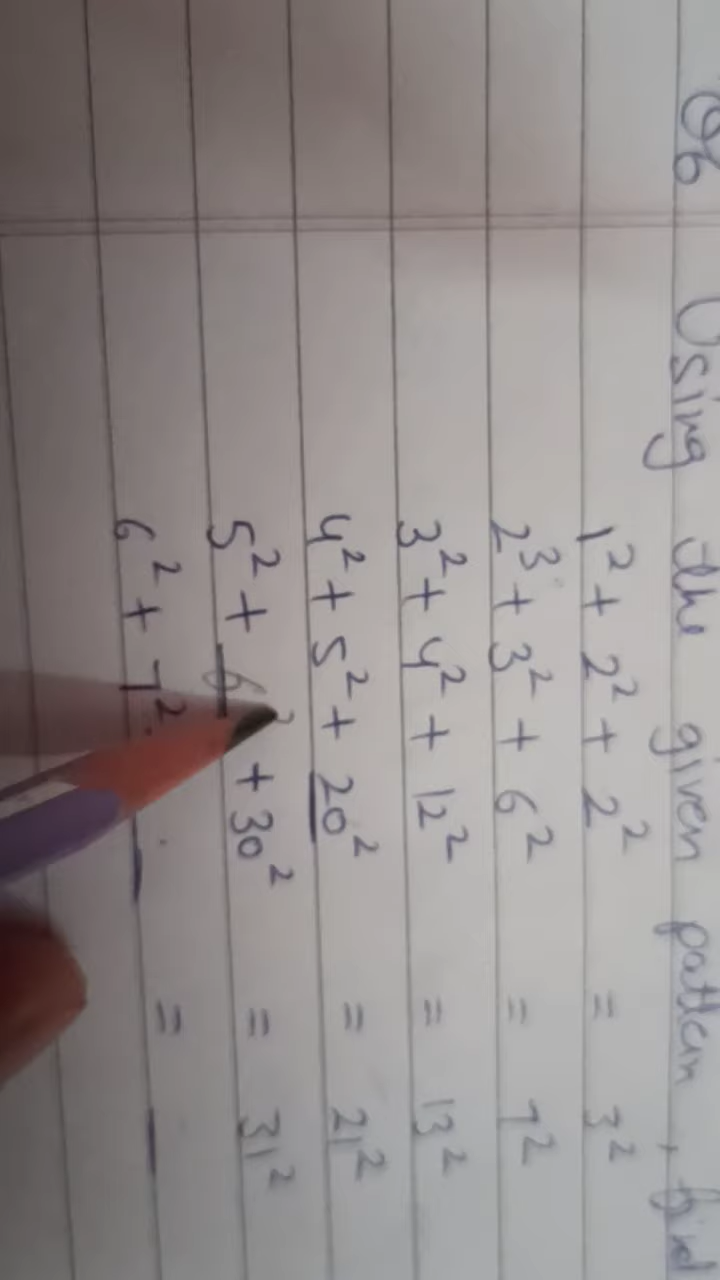 Q6 Using the given pattern, find
1² + 2² + 2² = 3²
2³ + 3² + 6² = 7²
3² + 4² + 12² = 13²
4² + 5² + 20² = 21²
5² + 6² + 30² = 31²
6² + 7² =